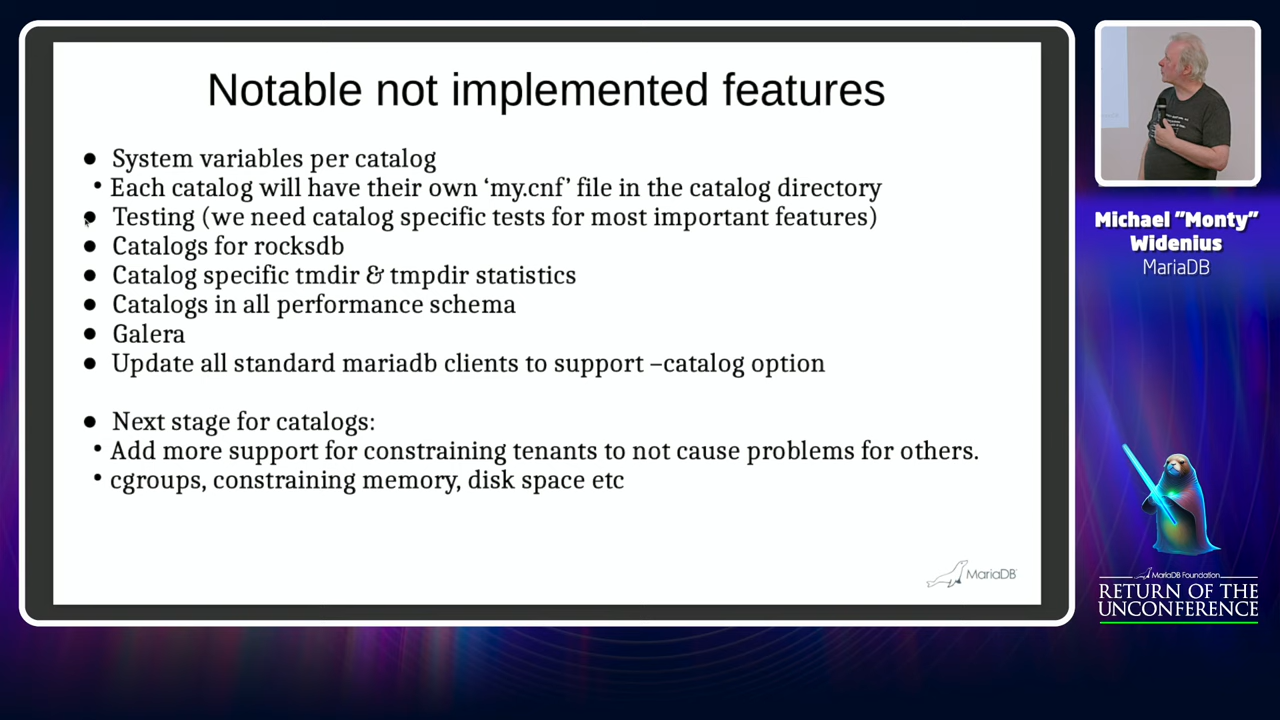 Notable not implemented features
● System variables per catalog
• Each catalog will have their own ‘my.cnf’ file in the catalog directory
● Testing (we need catalog specific tests for most important features)
● Catalogs for rocksdb
● Catalog specific tmdir & tmpdir statistics
● Catalogs in all performance schema
● Galera
● Update all standard mariadb clients to support –catalog option
● Next stage for catalogs:
• Add more support for constraining tenants to not cause problems for others.
• cgroups, constraining memory, disk space etc
MariaDB
Michael "Monty"
Widenius
MariaDB
MariaDB Foundation
RETURN OF THE
UNCONFERENCE